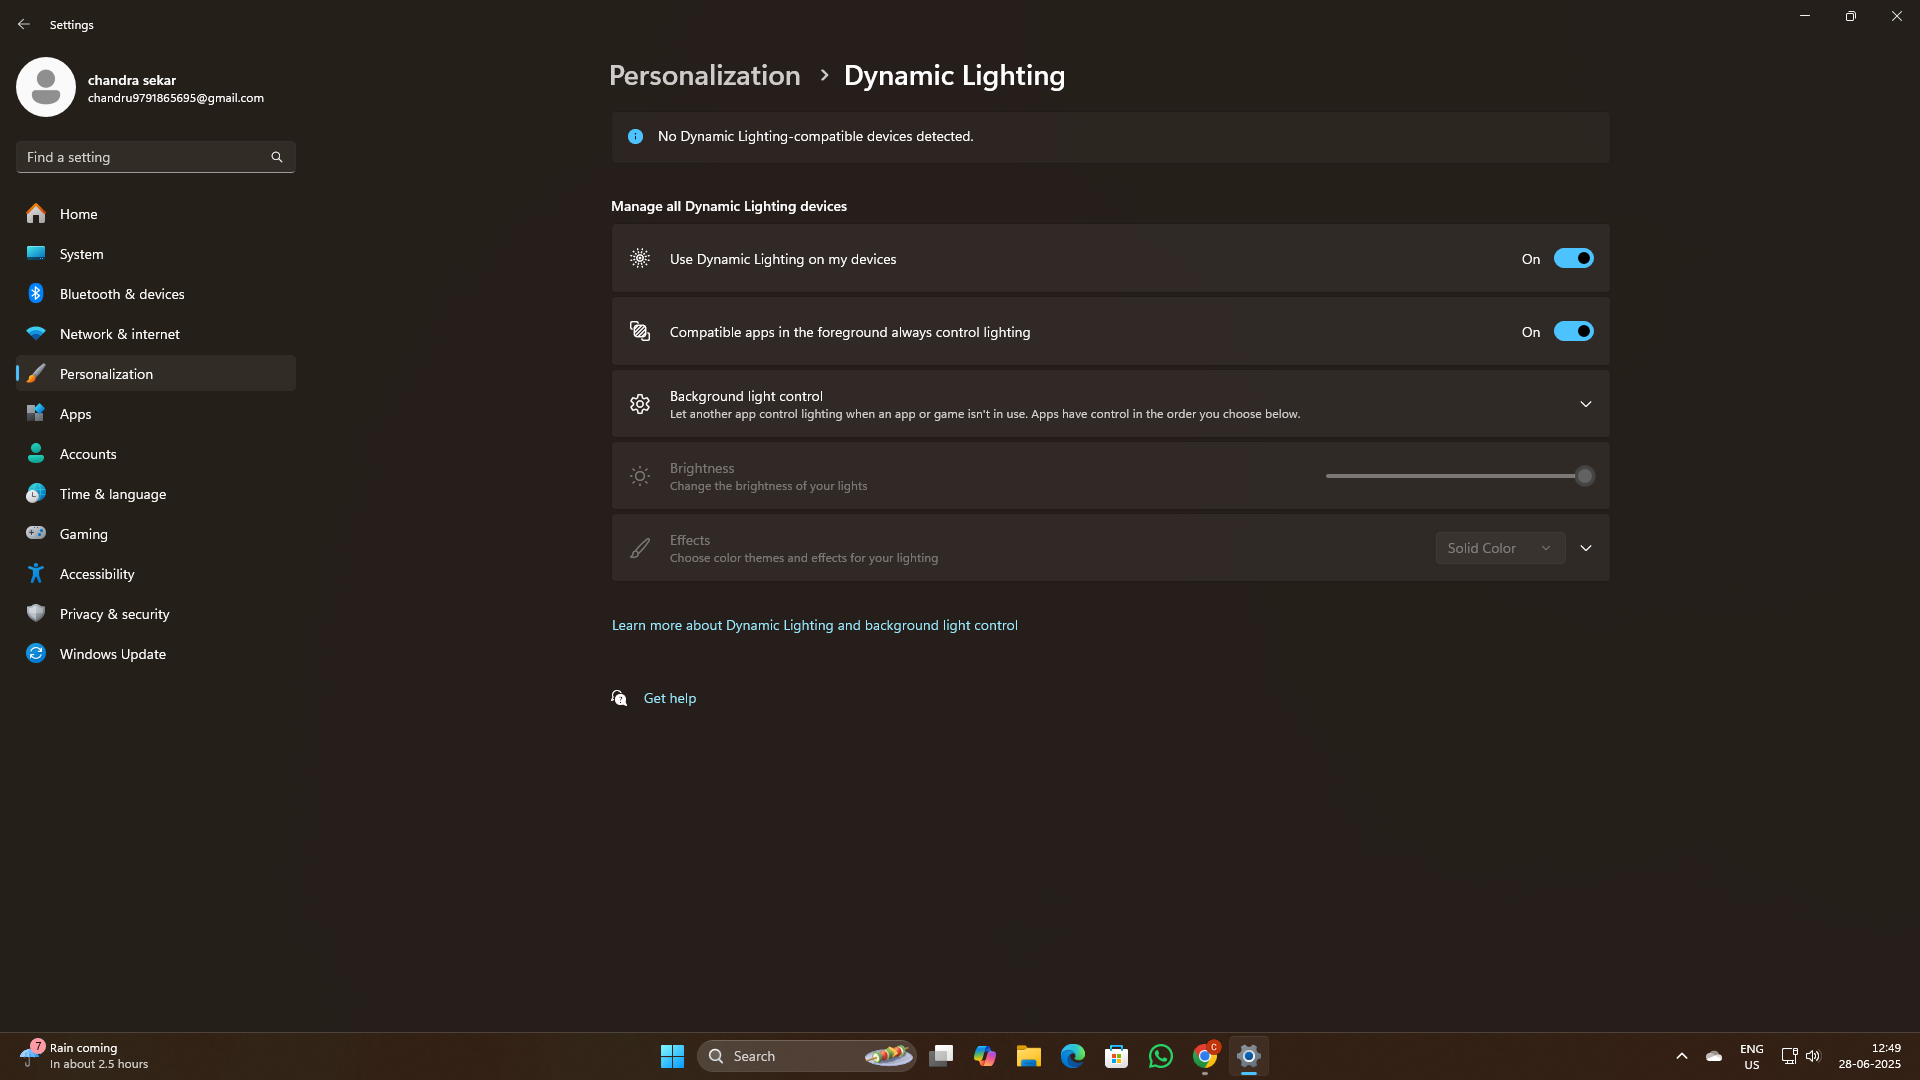 Settings
chandra sekar
chandru9791865695@gmail.com
Find a setting
Home
System
Bluetooth & devices
Network & internet
Personalization
Apps
Accounts
Time & language
Gaming
Accessibility
Privacy & security
Windows Update
Personalization > Dynamic Lighting
No Dynamic Lighting-compatible devices detected.
Manage all Dynamic Lighting devices
Use Dynamic Lighting on my devices On
Compatible apps in the foreground always control lighting On
Background light control
Let another app control lighting when an app or game isn't in use. Apps have control in the order you choose below.
Brightness
Change the brightness of your lights
Effects
Choose color themes and effects for your lighting
Solid Color
Learn more about Dynamic Lighting and background light control
Get help
7
Rain coming
In about 2.5 hours
Search
C
ENG
US
12:49
28-06-2025